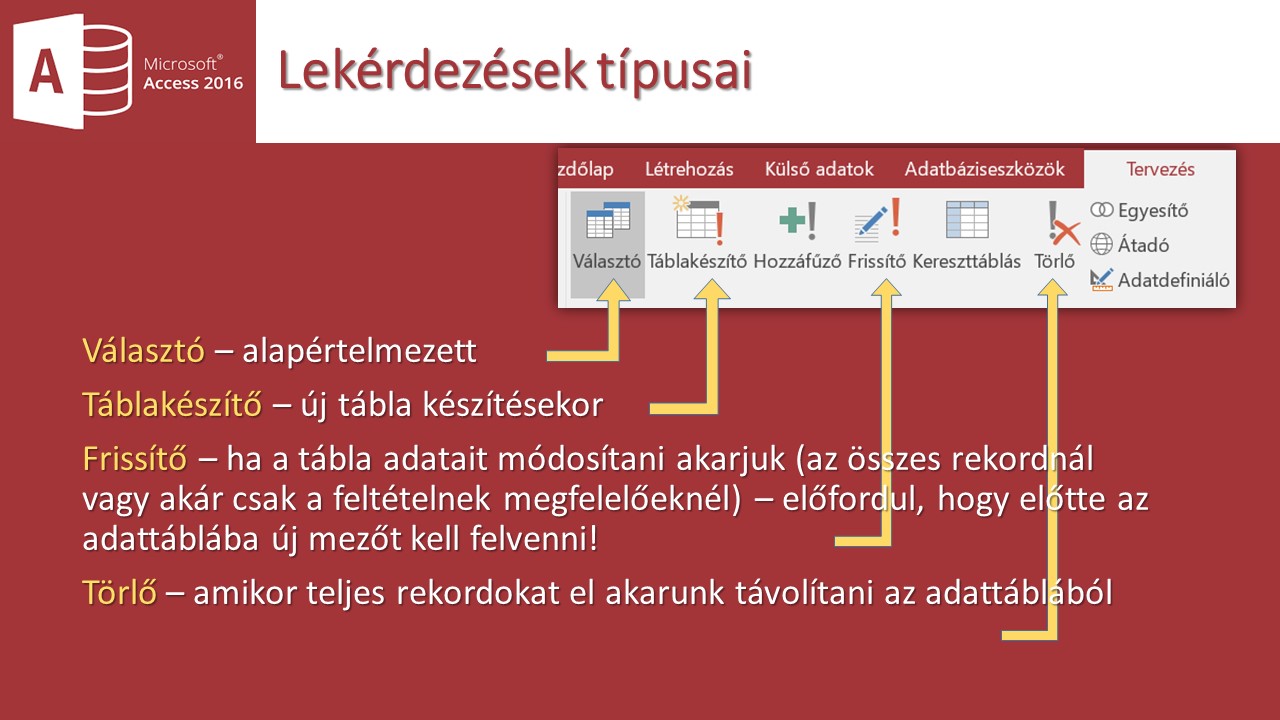 Microsoft®
Access 2016
Lekérdezések típusai
zdőlap Létrehozás Külső adatok Adatbáziseszközök Tervezés
Választó Táblakészítő Hozzáfűző Frissítő Kereszttáblás Törlő
Egyesítő
Átadó
Adatdefiniáló
Választó – alapértelmezett
Táblakészítő – új tábla készítésekor
Frissítő – ha a tábla adatait módosítani akarjuk (az összes rekordnál
vagy akár csak a feltételnek megfelelőeknél) – előfordul, hogy előtte az
adattáblába új mezőt kell felvenni!
Törlő – amikor teljes rekordokat el akarunk távolítani az adattáblából